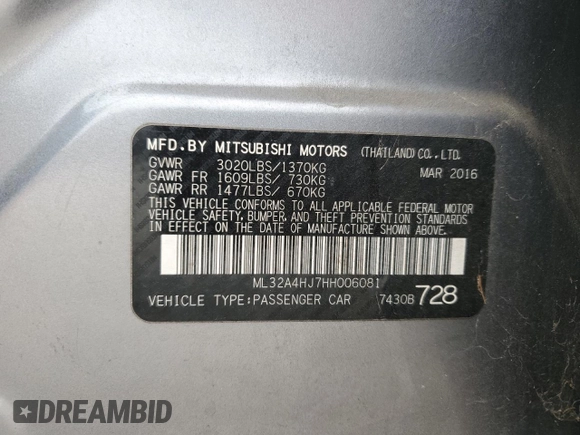 MFD.BY MITSUBISHI MOTORS (THAILAND)CO.,LTD.
GVWR 3020LBS/1370KG MAR 2016
GAWR FR 1609LBS/ 730KG
GAWR RR 1477LBS/ 670KG
THIS VEHICLE CONFORMS TO ALL APPLICABLE FEDERAL MOTOR
VEHICLE SAFETY, BUMPER, AND THEFT PREVENTION STANDARDS
IN EFFECT ON THE DATE OF MANUFACTURE SHOWN ABOVE.
ML32A4HJ7HH006081
VEHICLE TYPE:PASSENGER CAR 7430B 728
DREAMBID